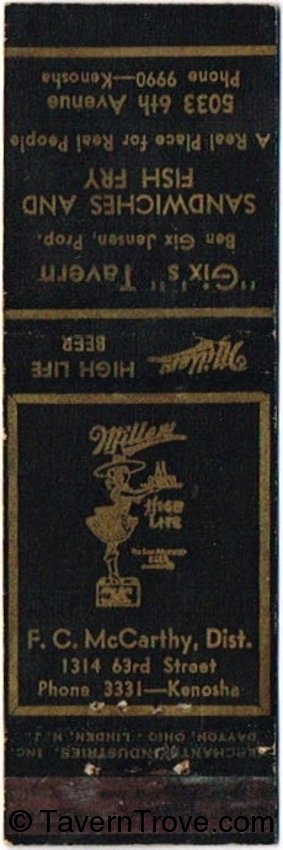 "Gix's" Tavern
Ben Gix Jensen, Prop.
SANDWICHES AND
FISH FRY
A Real Place for Real People
5033 6th Avenue
Phone 9990—Kenosha
Miller HIGH LIFE
BEER
Miller
HIGH
LIFE
F. C. McCarthy, Dist.
1314 63rd Street
Phone 3331—Kenosha
MERCHANTS INDUSTRIES, INC.
DAYTON, OHIO - LINDEN, N. J.
© TavernTrove.com